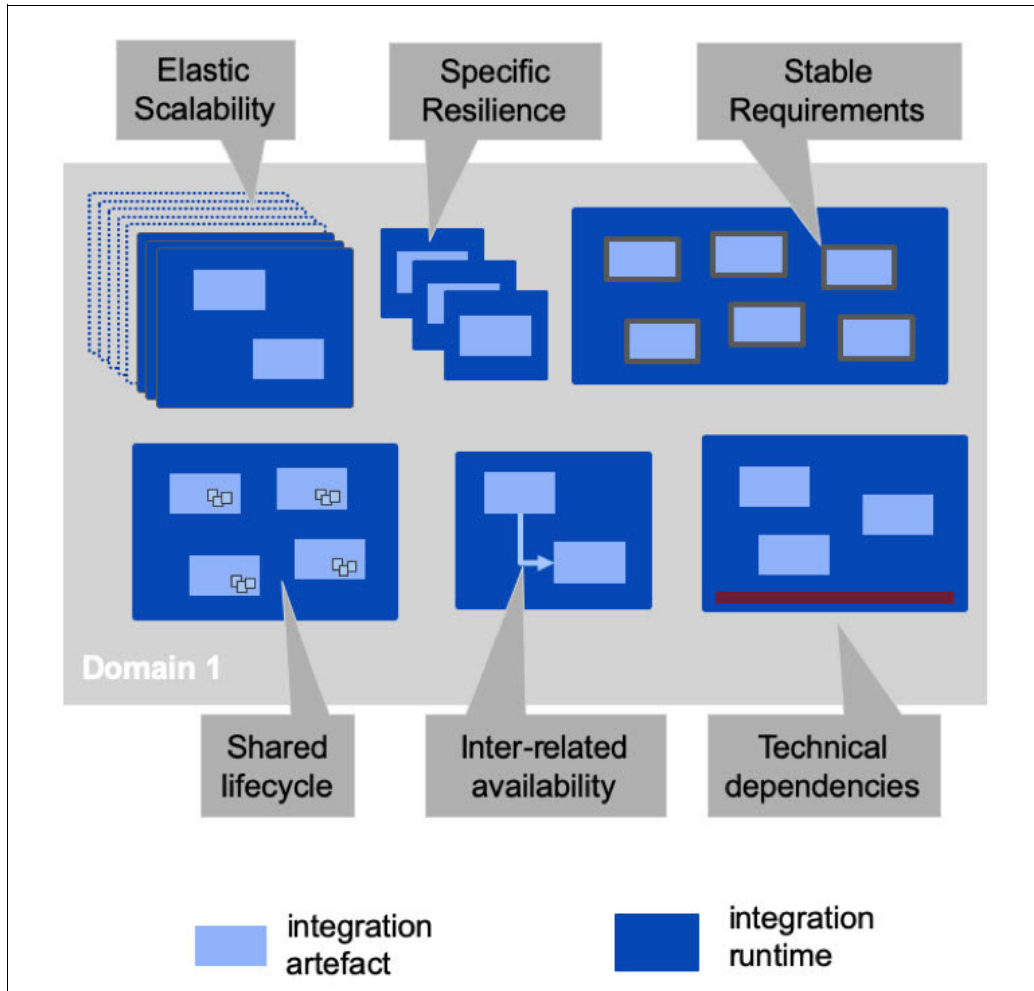 Elastic
Scalability
Specific
Resilience
Stable
Requirements
Domain 1
Shared
lifecycle
Inter-related
availability
Technical
dependencies
integration
artefact
integration
runtime